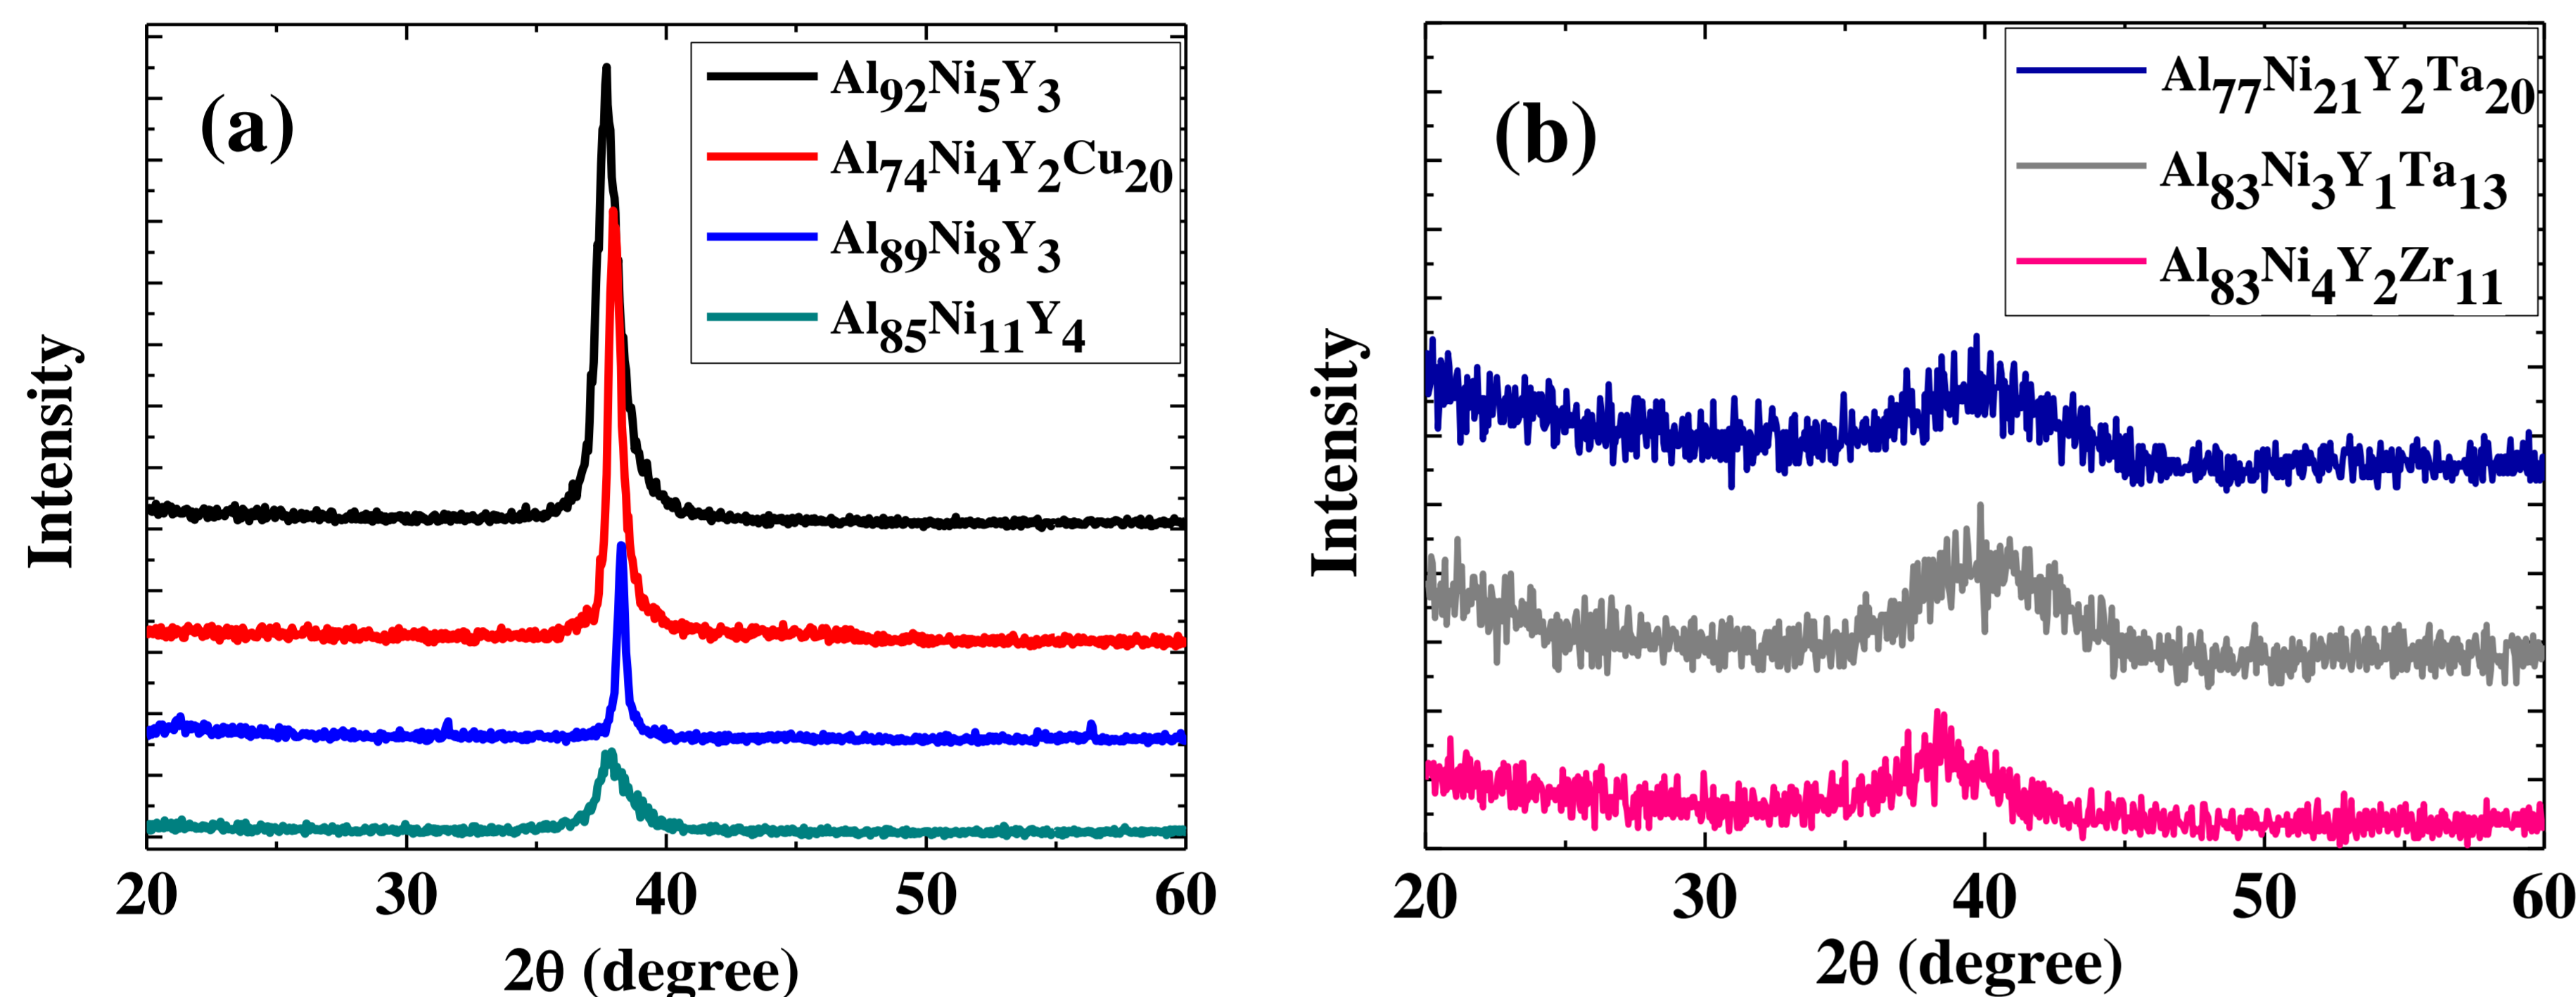 (a)
Al92Ni5Y3
Al74Ni4Y2Cu20
Al89Ni8Y3
Al85Ni11Y4
Intensity
20 30 40 50 60
2θ (degree)
(b)
Al77Ni21Y2Ta20
Al83Ni3Y1Ta13
Al83Ni4Y2Zr11
Intensity
20 30 40 50 60
2θ (degree)